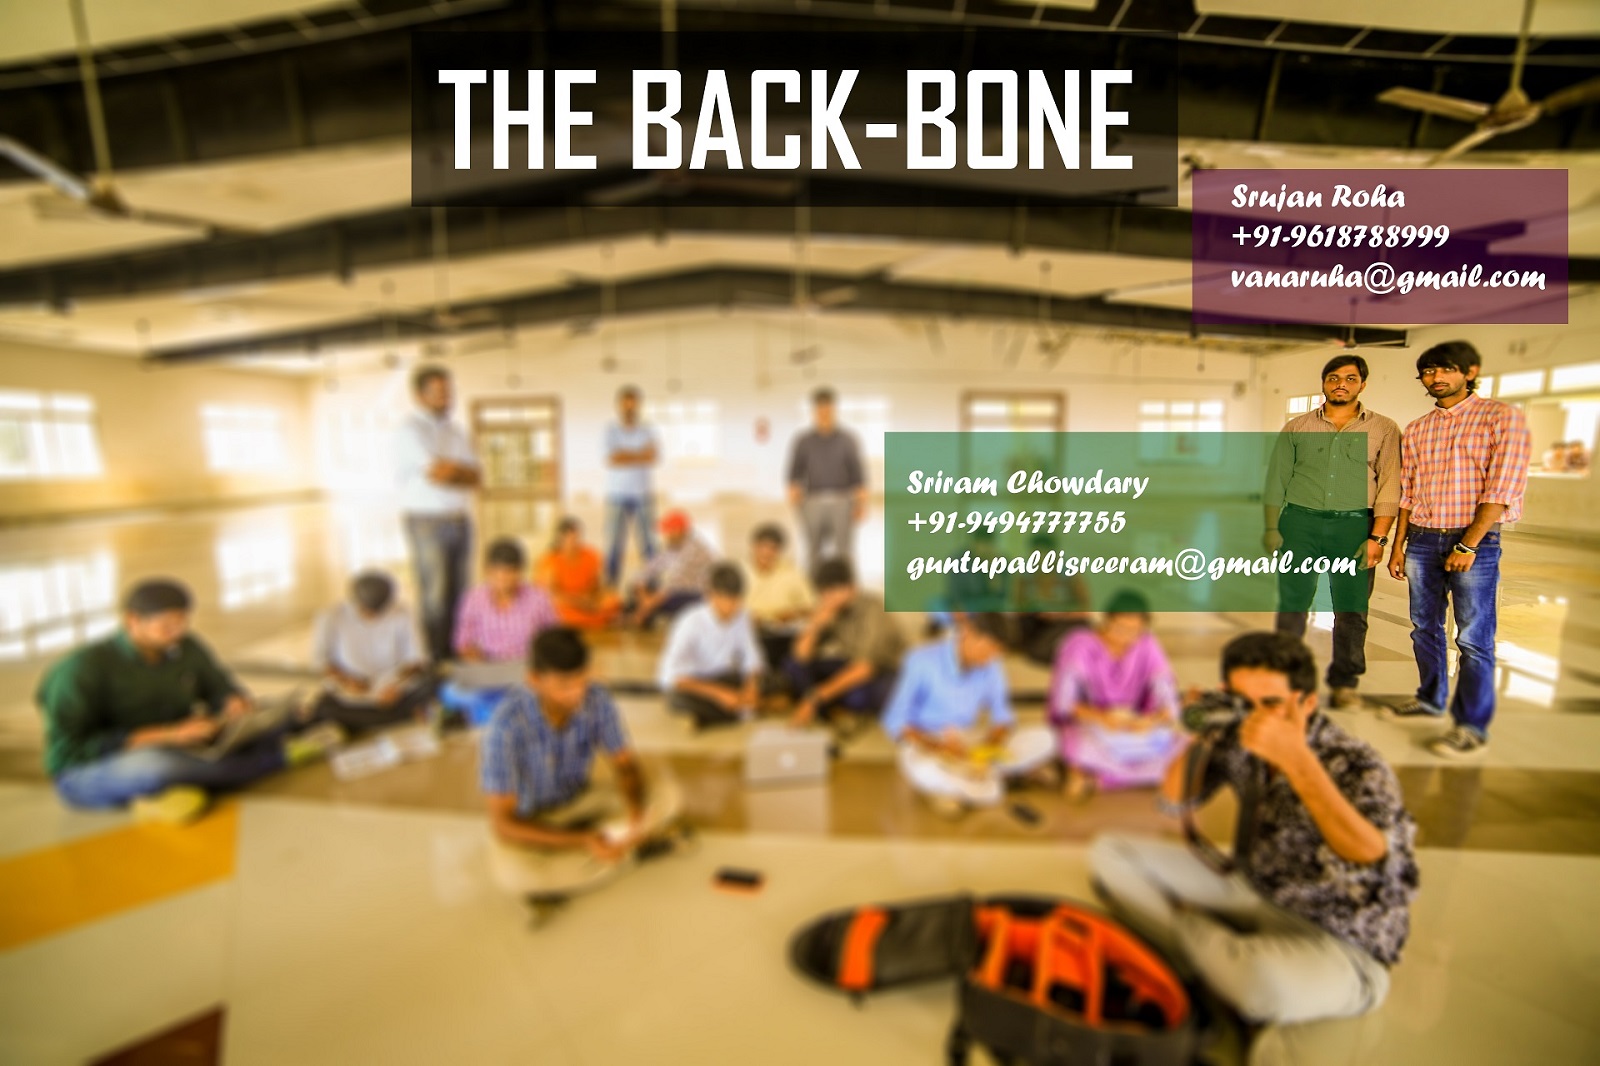 THE BACK-BONE
Srujan Roha
+91-9618788999
vanaruha@gmail.com
Sriram Chowdary
+91-9494777755
guntupallisreeram@gmail.com